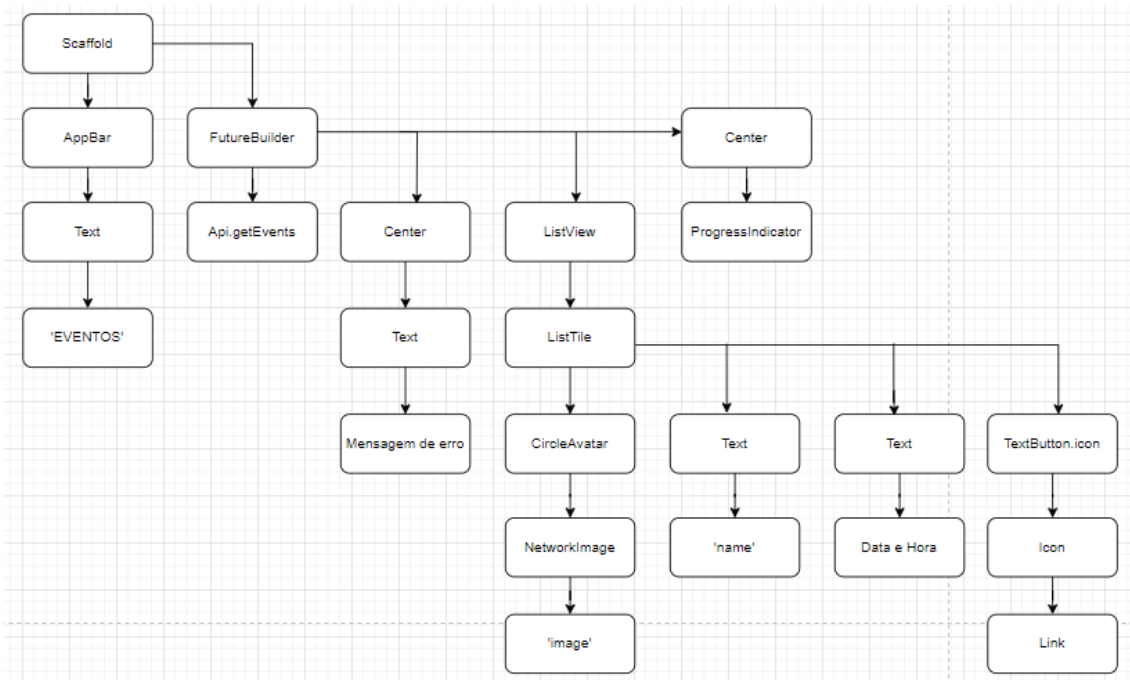 Scaffold
AppBar
FutureBuilder
Center
Text
Api.getEvents
Center
ListView
ProgressIndicator
'EVENTOS'
Text
ListTile
Mensagem de erro
CircleAvatar
Text
Text
TextButton.icon
NetworkImage
'name'
Data e Hora
Icon
'image'
Link